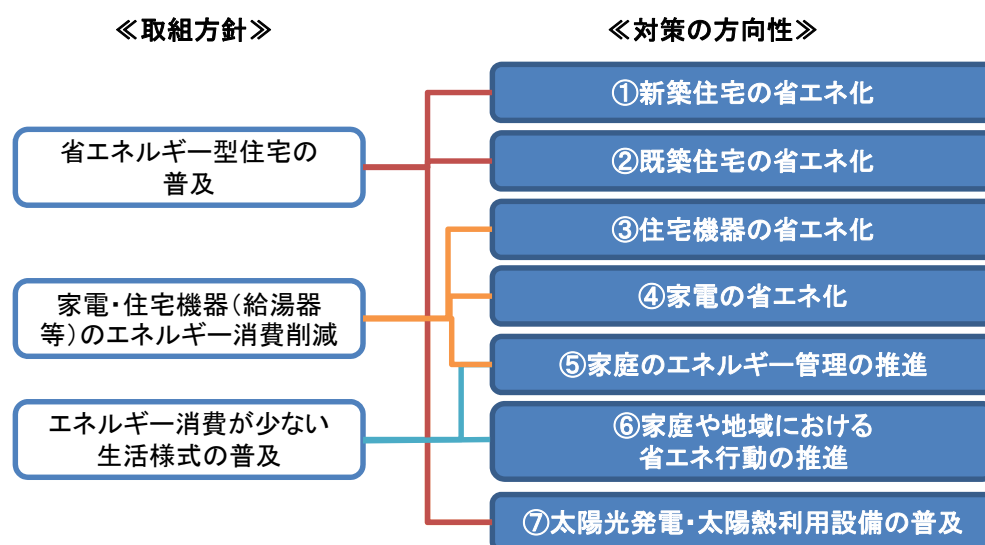 ≪取組方針≫
≪対策の方向性≫
省エネルギー型住宅の
普及
家電・住宅機器(給湯器
等)のエネルギー消費削減
エネルギー消費が少ない
生活様式の普及
①新築住宅の省エネ化
②既築住宅の省エネ化
③住宅機器の省エネ化
④家電の省エネ化
⑤家庭のエネルギー管理の推進
⑥家庭や地域における
省エネ行動の推進
⑦太陽光発電・太陽熱利用設備の普及